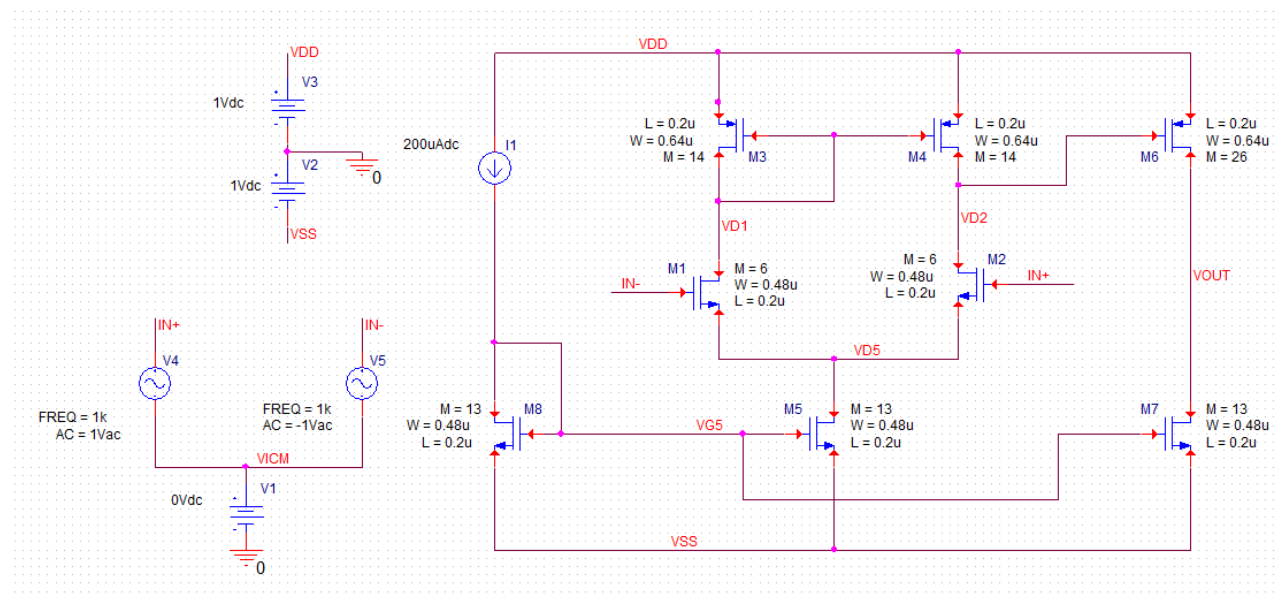 VDD
V3
1Vdc
0
V2
1Vdc
VSS
IN+
IN-
V4
V5
FREQ = 1k
AC = 1Vac
FREQ = 1k
AC = -1Vac
VICM
V1
0Vdc
0
VDD
200uAdc
I1
L = 0.2u
W = 0.64u
M = 14
M3
L = 0.2u
W = 0.64u
M = 14
M4
L = 0.2u
W = 0.64u
M = 26
M6
VD1
VD2
M1
IN-
M = 6
W = 0.48u
L = 0.2u
M = 6
W = 0.48u
L = 0.2u
M2
IN+
VOUT
VD5
M = 13
W = 0.48u
L = 0.2u
M8
VG5
M5
M = 13
W = 0.48u
L = 0.2u
M7
M = 13
W = 0.48u
L = 0.2u
VSS